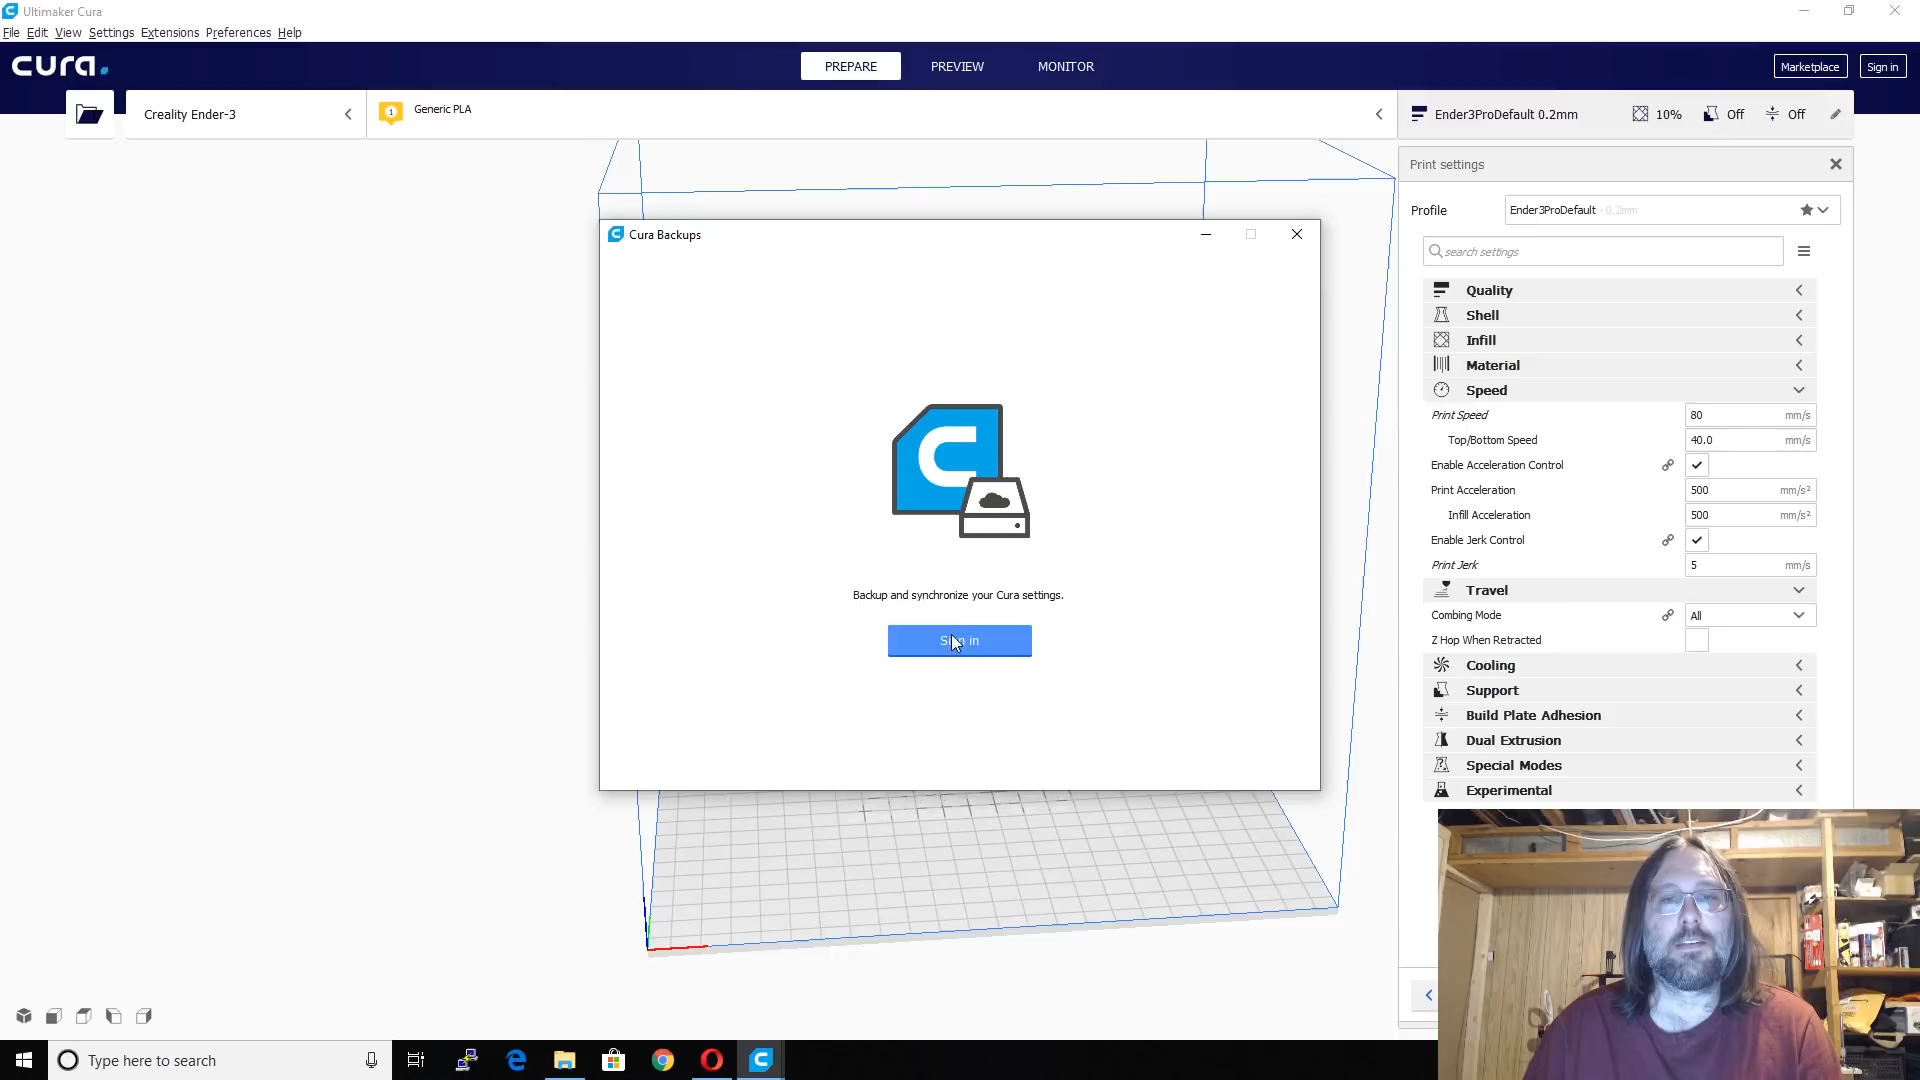 Ultimaker Cura
File Edit View Settings Extensions Preferences Help
cura.
PREPARE PREVIEW MONITOR
Marketplace Sign in
Creality Ender-3
1 Generic PLA
Ender3ProDefault 0.2mm 10% Off Off
Print settings
Profile Ender3ProDefault - 0.2mm
search settings
Cura Backups
Quality
Shell
Infill
Material
Speed
Print Speed 80 mm/s
Top/Bottom Speed 40.0 mm/s
Enable Acceleration Control
Print Acceleration 500 mm/s²
Infill Acceleration 500 mm/s²
Enable Jerk Control
Print Jerk 5 mm/s
Travel
Combing Mode All
Z Hop When Retracted
Cooling
Support
Build Plate Adhesion
Dual Extrusion
Special Modes
Experimental
Backup and synchronize your Cura settings.
Sign in
Type here to search